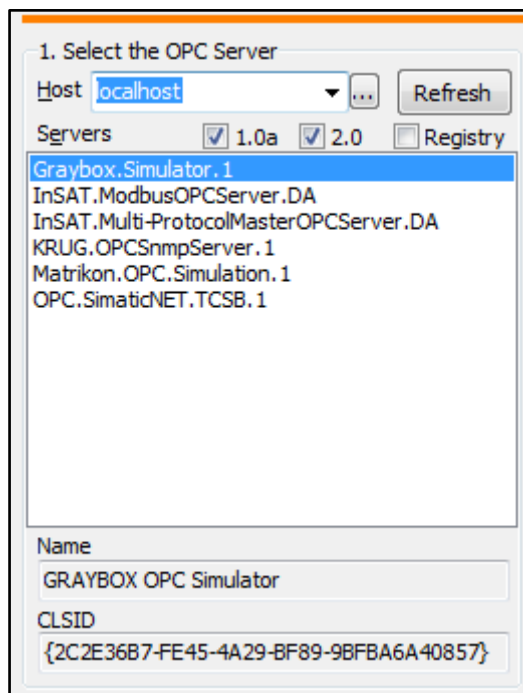 1. Select the OPC Server
Host localhost ... Refresh
Servers 1.0a 2.0 Registry
Graybox.Simulator.1
InSAT.ModbusOPCServer.DA
InSAT.Multi-ProtocolMasterOPCServer.DA
KRUG.OPCSnmpServer.1
Matrikon.OPC.Simulation.1
OPC.SimaticNET.TCSB.1
Name
GRAYBOX OPC Simulator
CLSID
{2C2E36B7-FE45-4A29-BF89-9BFBA6A40857}